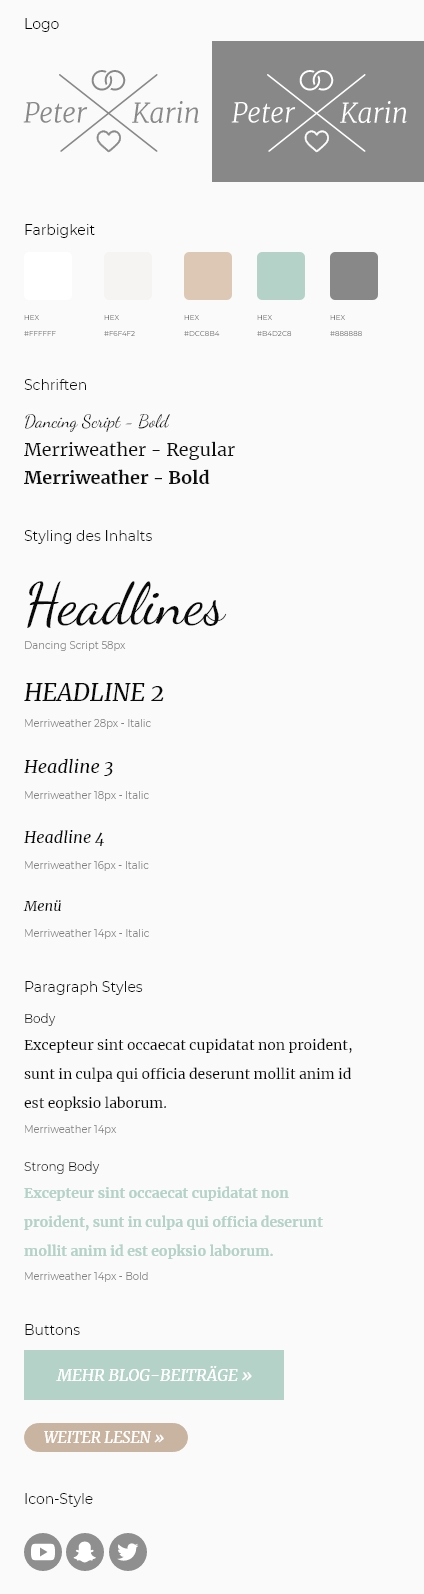 Logo
Peter Karin Peter Karin
Farbigkeit
HEX HEX HEX HEX HEX
#FFFFFF #F6F4F2 #DCC8B4 #B4D2C8 #888888
Schriften
Dancing Script - Bold
Merriweather - Regular
Merriweather - Bold
Styling des Inhalts
Headlines
Dancing Script 58px
HEADLINE 2
Merriweather 28px - Italic
Headline 3
Merriweather 18px - Italic
Headline 4
Merriweather 16px - Italic
Menü
Merriweather 14px - Italic
Paragraph Styles
Body
Excepteur sint occaecat cupidatat non proident,
sunt in culpa qui officia deserunt mollit anim id
est eopksio laborum.
Merriweather 14px
Strong Body
Excepteur sint occaecat cupidatat non
proident, sunt in culpa qui officia deserunt
mollit anim id est eopksio laborum.
Merriweather 14px - Bold
Buttons
MEHR BLOG-BEITRÄGE »
WEITER LESEN »
Icon-Style